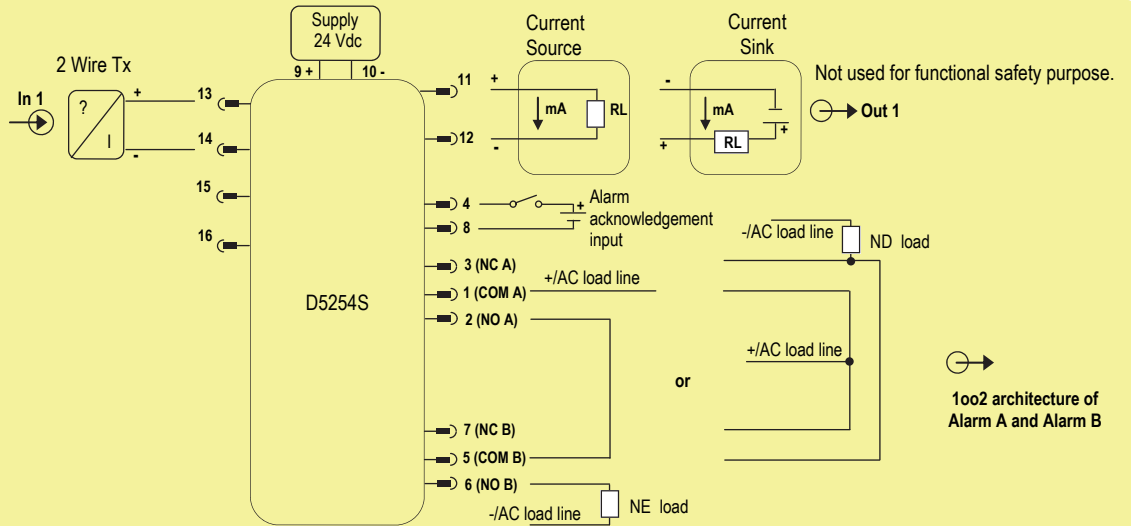 Supply
24 Vdc
9 +
10 -
2 Wire Tx
In 1
+
-
?
I
13
14
15
16
D5254S
11
12
Current
Source
+
-
mA
RL
Current
Sink
-
+
mA
RL
+
Not used for functional safety purpose.
Out 1
4
8
+
Alarm
acknowledgement
input
3 (NC A)
1 (COM A)
2 (NO A)
+/AC load line
7 (NC B)
5 (COM B)
6 (NO B)
-/AC load line
NE load
or
-/AC load line
ND load
+/AC load line
1oo2 architecture of
Alarm A and Alarm B